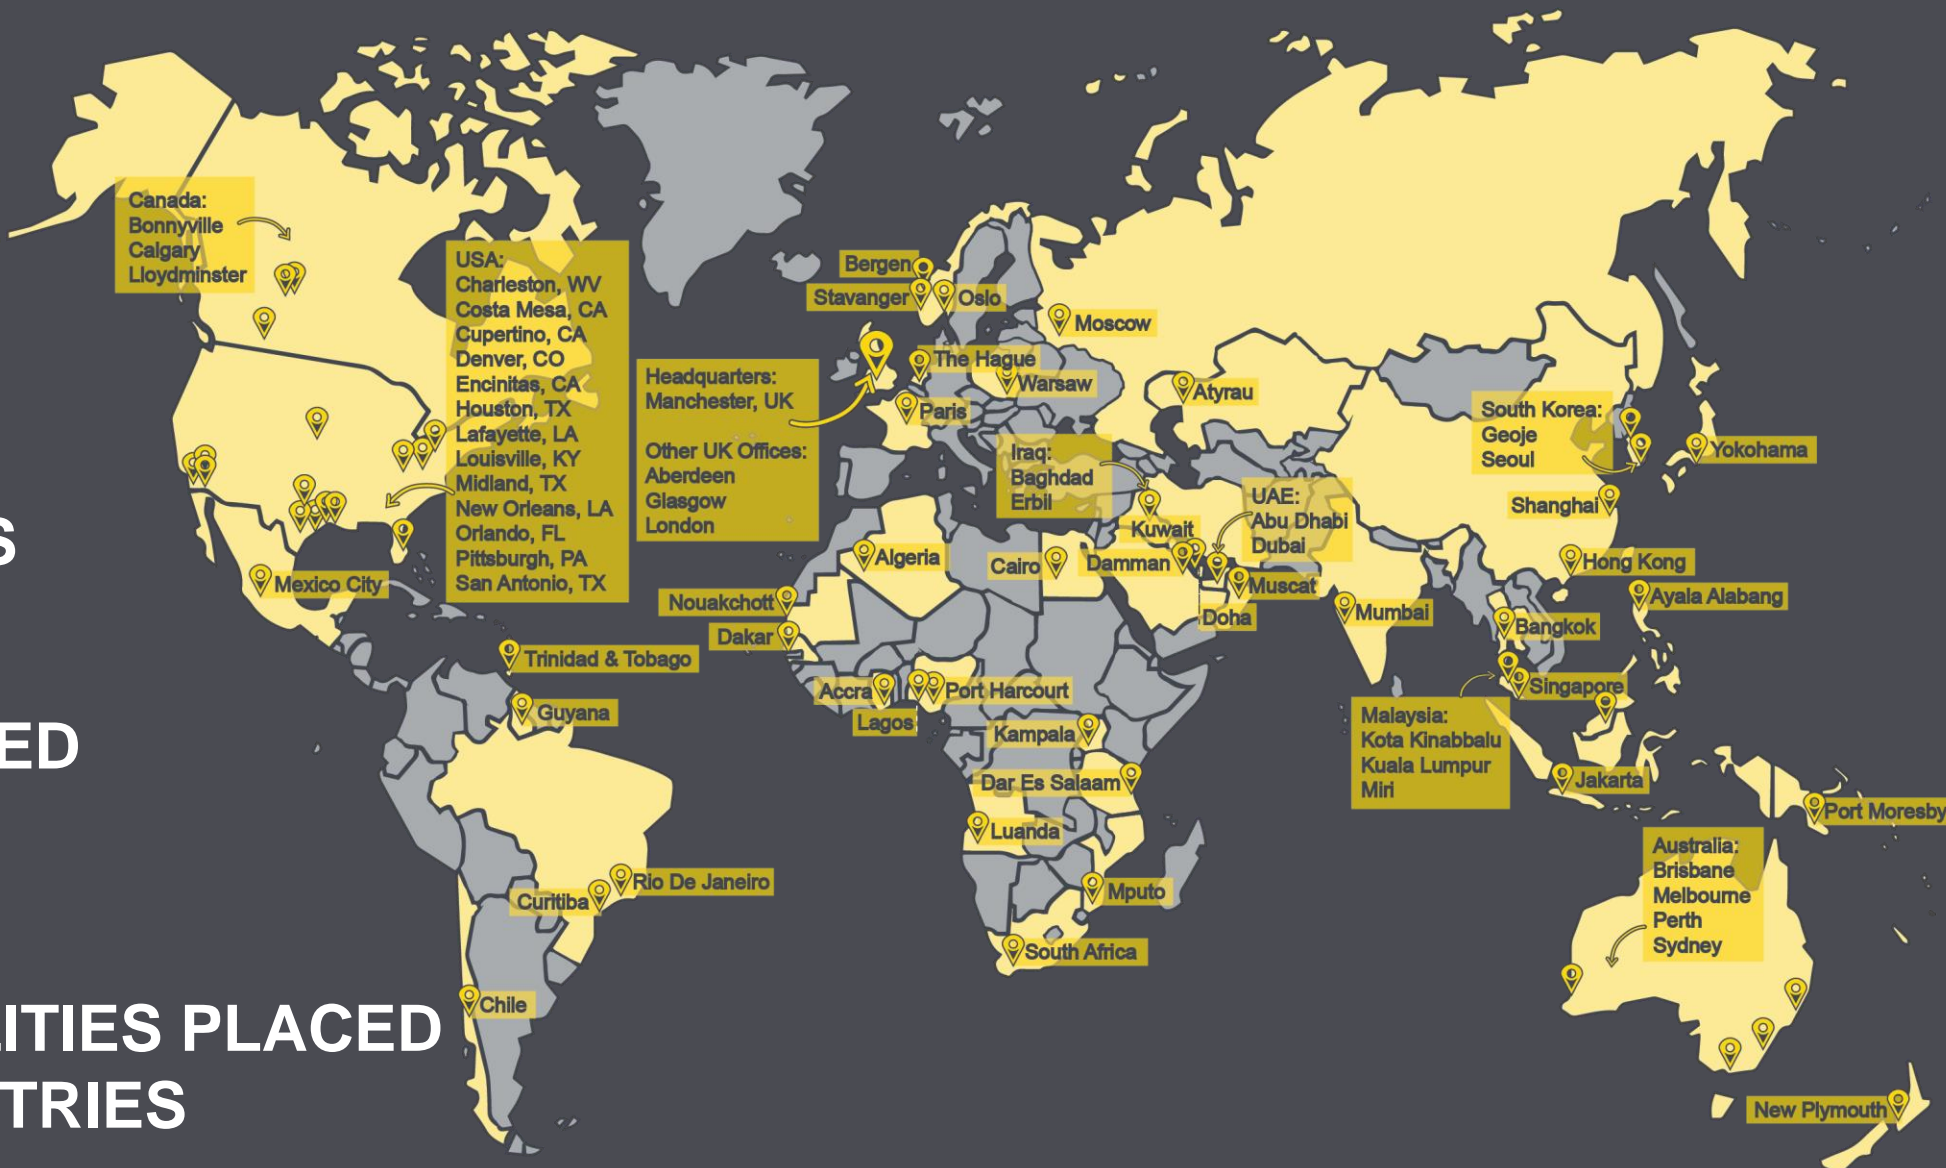 Canada:
Bonnyville
Calgary
Lloydminster
USA:
Charleston, WV
Costa Mesa, CA
Cupertino, CA
Denver, CO
Encinitas, CA
Houston, TX
Lafayette, LA
Louisville, KY
Midland, TX
New Orleans, LA
Orlando, FL
Pittsburgh, PA
San Antonio, TX
Headquarters:
Manchester, UK
Other UK Offices:
Aberdeen
Glasgow
London
Bergen
Stavanger
Oslo
Moscow
The Hague
Warsaw
Paris
Atyrau
Iraq:
Baghdad
Erbil
UAE:
Abu Dhabi
Dubai
South Korea:
Geoje
Seoul
Yokohama
Shanghai
Hong Kong
Ayala Alabang
Kuwait
Damman
Muscat
Doha
Mumbai
Bangkok
Singapore
Malaysia:
Kota Kinabbalu
Kuala Lumpur
Miri
Jakarta
Port Moresby
Australia:
Brisbane
Melbourne
Perth
Sydney
New Plymouth
Algeria
Cairo
Nouakchott
Dakar
Accra
Lagos
Port Harcourt
Kampala
Dar Es Salaam
Luanda
Mputo
South Africa
Mexico City
Trinidad & Tobago
Guyana
Rio De Janeiro
Curitiba
Chile
S
ED
LITIES PLACED
TRIES